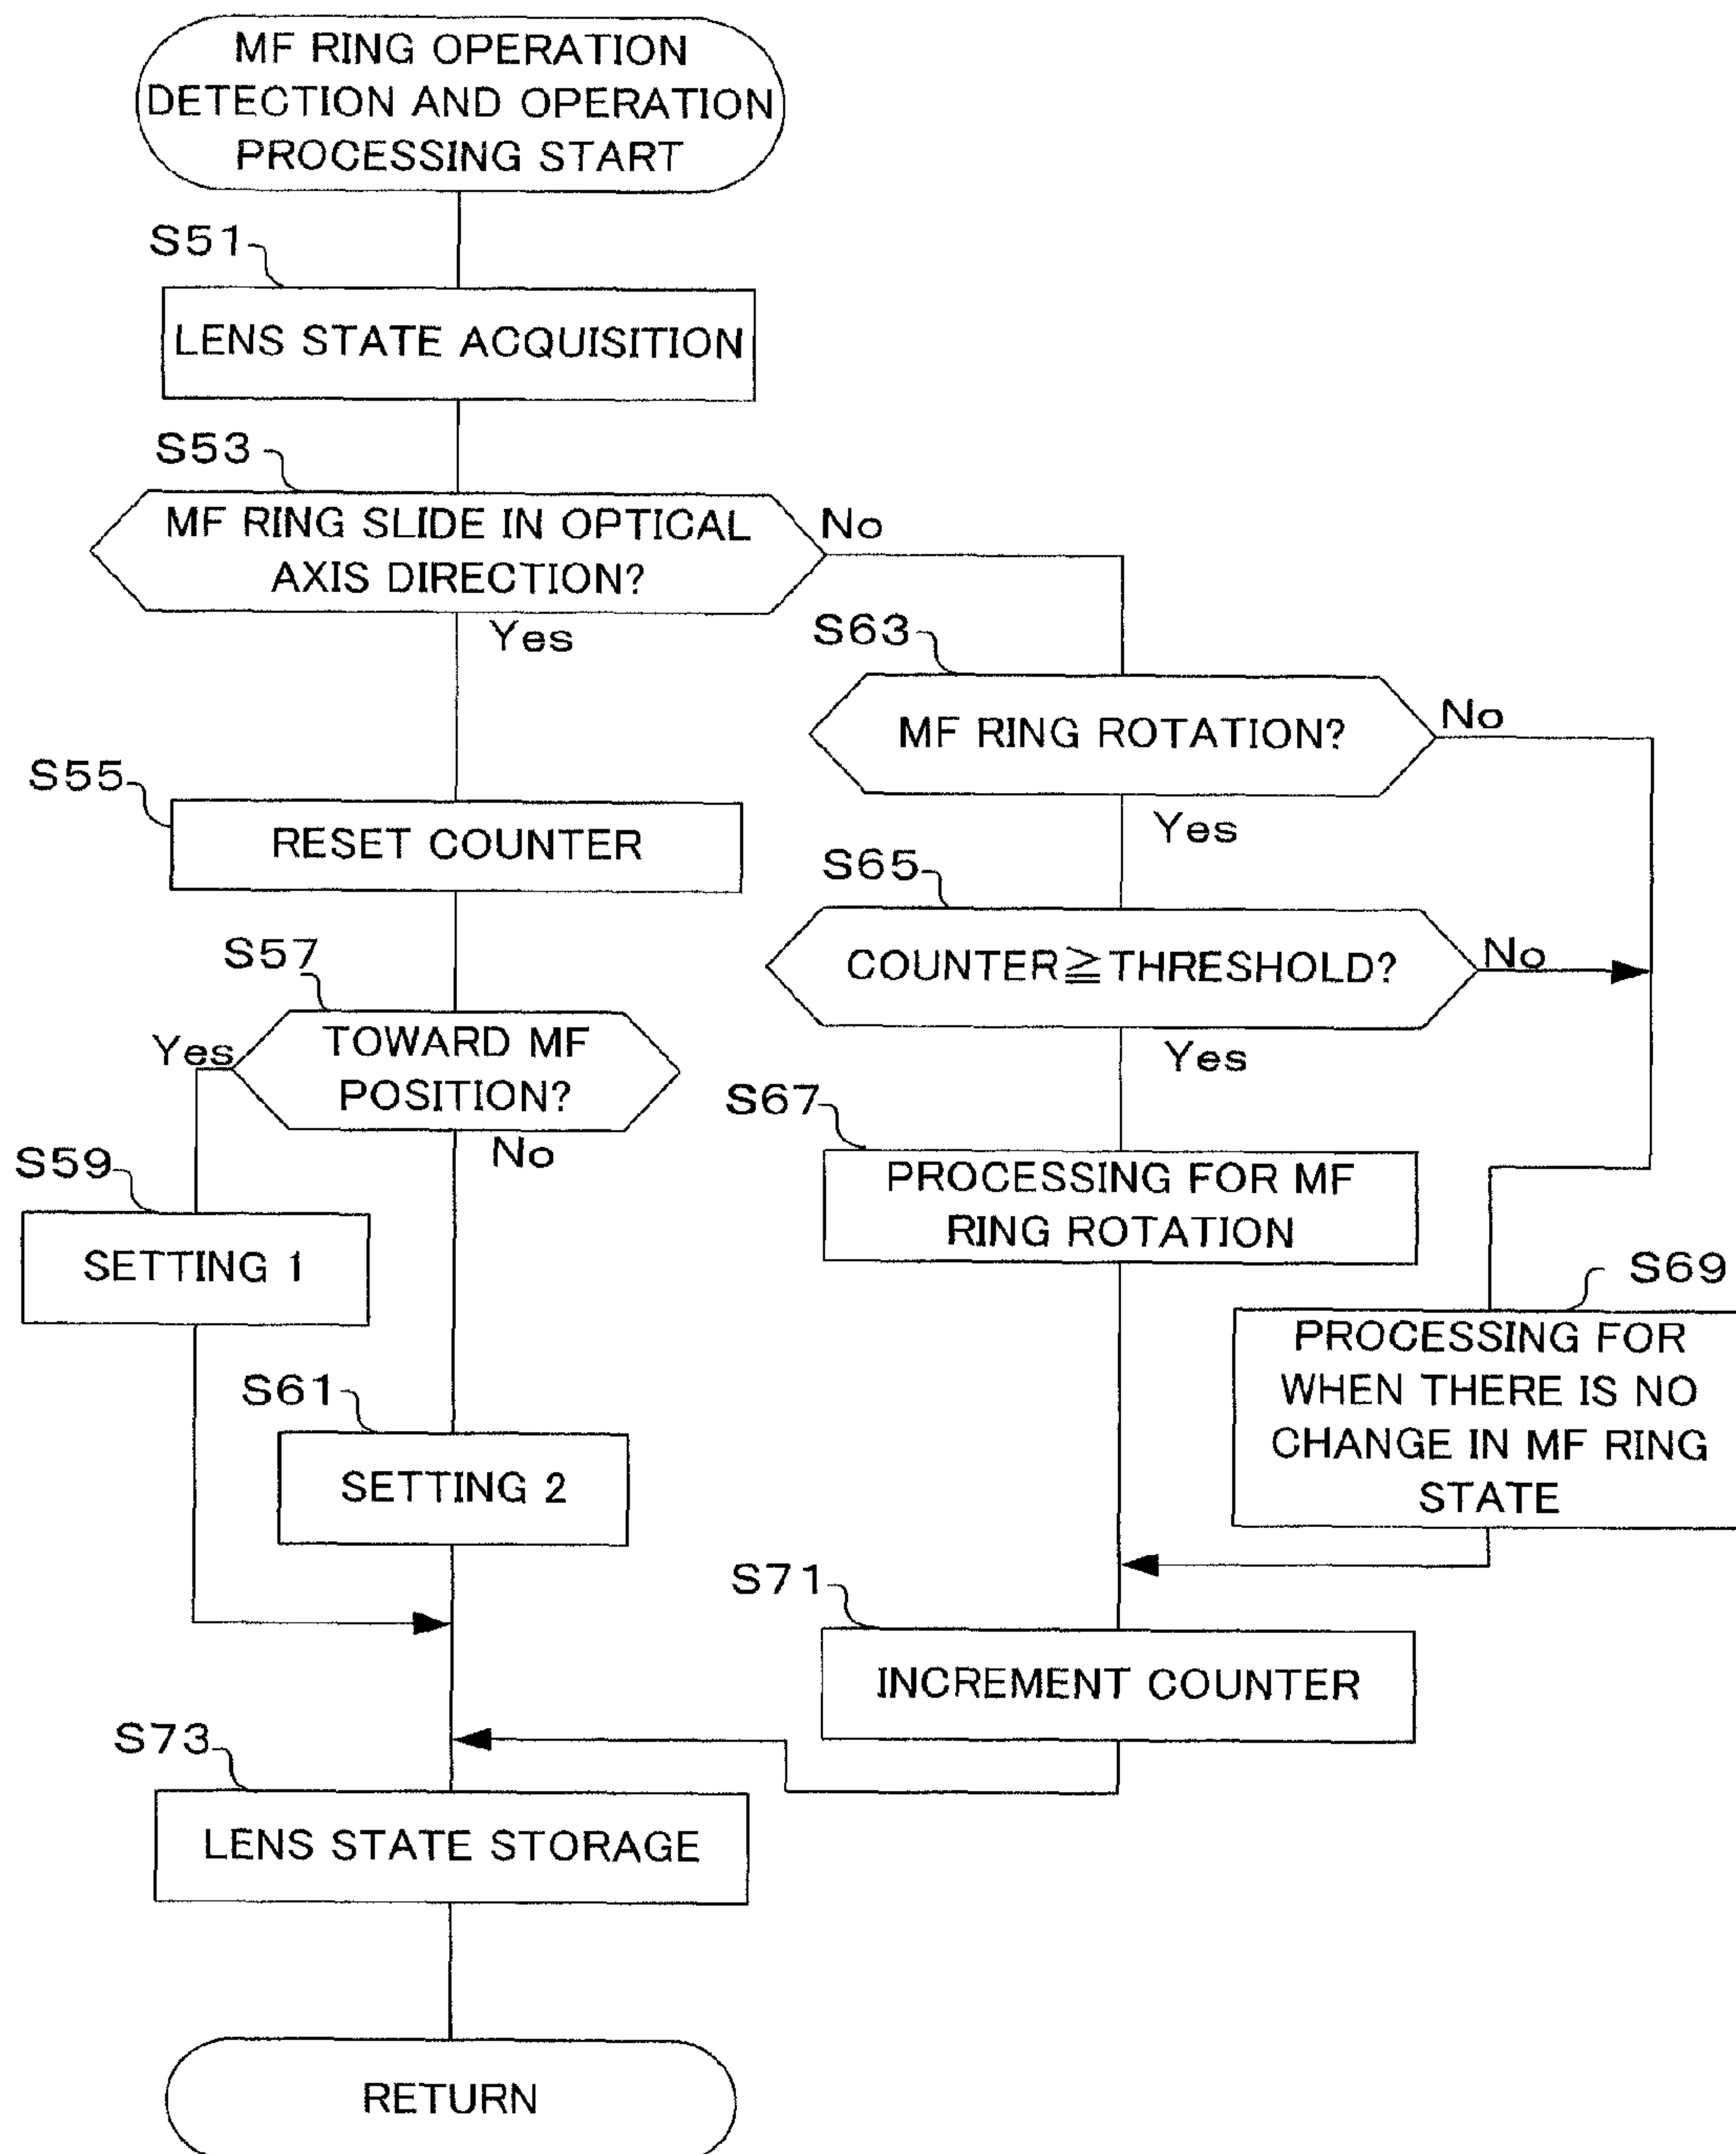 MF RING OPERATION
DETECTION AND OPERATION
PROCESSING START
S51
LENS STATE ACQUISITION
S53
MF RING SLIDE IN OPTICAL
AXIS DIRECTION?
No
Yes
S63
MF RING ROTATION?
No
Yes
S55
RESET COUNTER
S65
COUNTER≧THRESHOLD?
No
Yes
S57
TOWARD MF
POSITION?
Yes
No
S67
PROCESSING FOR MF
RING ROTATION
S59
SETTING 1
S69
PROCESSING FOR
WHEN THERE IS NO
CHANGE IN MF RING
STATE
S61
SETTING 2
S71
INCREMENT COUNTER
S73
LENS STATE STORAGE
RETURN